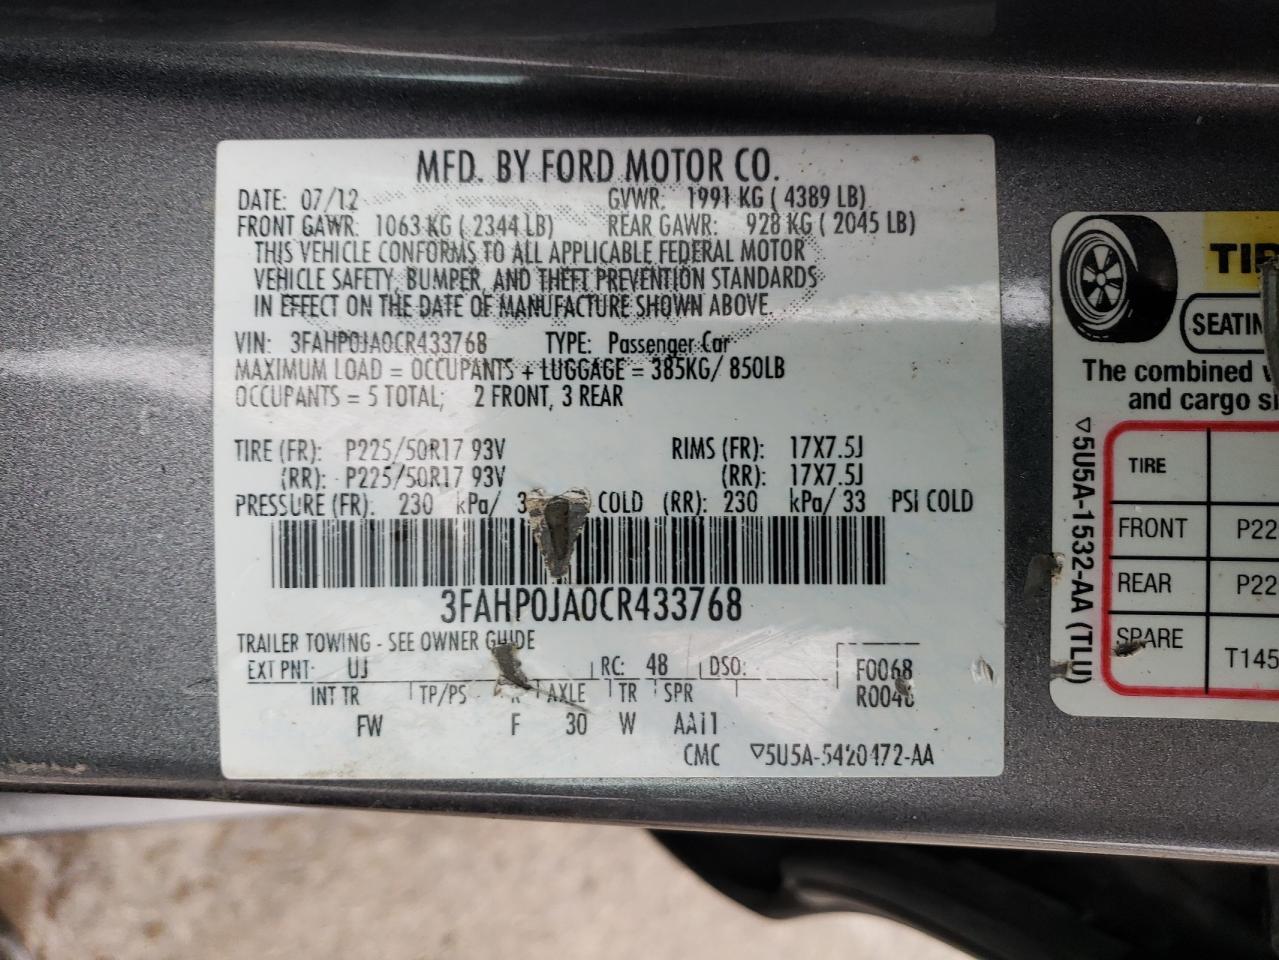 MFD. BY FORD MOTOR CO.
DATE: 07/12 GVWR: 1991 KG ( 4389 LB)
FRONT GAWR: 1063 KG ( 2344 LB) REAR GAWR: 928 KG ( 2045 LB)
THIS VEHICLE CONFORMS TO ALL APPLICABLE FEDERAL MOTOR
VEHICLE SAFETY, BUMPER, AND THEFT PREVENTION STANDARDS
IN EFFECT ON THE DATE OF MANUFACTURE SHOWN ABOVE.
VIN: 3FAHP0JA0CR433768 TYPE: Passenger Car
MAXIMUM LOAD = OCCUPANTS + LUGGAGE = 385KG/ 850LB
OCCUPANTS = 5 TOTAL; 2 FRONT, 3 REAR
TIRE (FR): P225/50R17 93V RIMS (FR): 17X7.5J
(RR): P225/50R17 93V (RR): 17X7.5J
PRESSURE (FR): 230 kPa/ 3 COLD (RR): 230 kPa/ 33 PSI COLD
3FAHP0JA0CR433768
TRAILER TOWING - SEE OWNER GUIDE
EXT PNT: UJ RC: 48 DSO: F0068
INT TR TP/PS R AXLE TR SPR R0048
FW F 30 W AA11
CMC ▽5U5A-5420472-AA
TIR
SEATIN
The combined
and cargo
▽5U5A-1532-AA (TLU)
TIRE
FRONT P22
REAR P22
SPARE T145